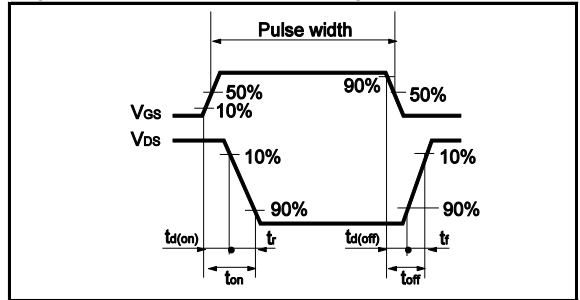 Pulse width
90%
50%
50%
10%
VGS
VDS
10%
10%
90%
90%
td(on)
tr
td(off)
tf
ton
toff